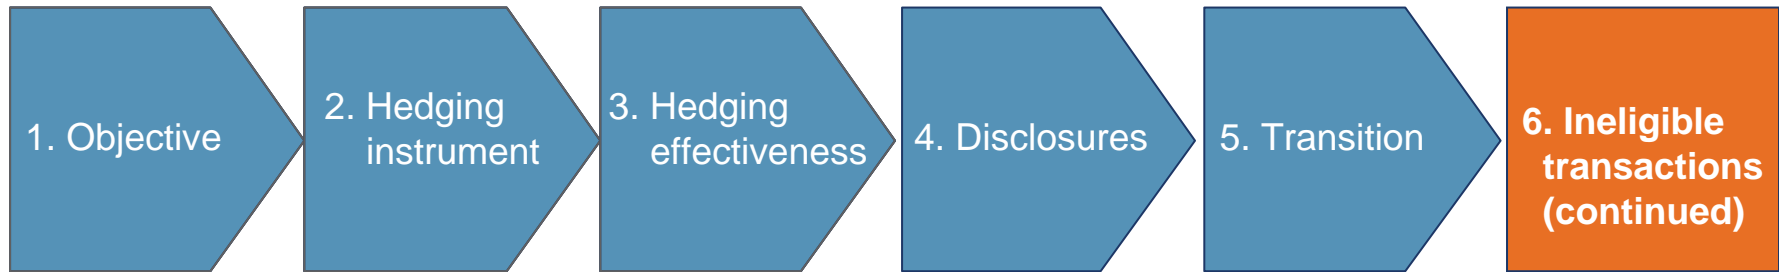 1. Objective
2. Hedging
instrument
3. Hedging
effectiveness
4. Disclosures
5. Transition
6. Ineligible
transactions
(continued)